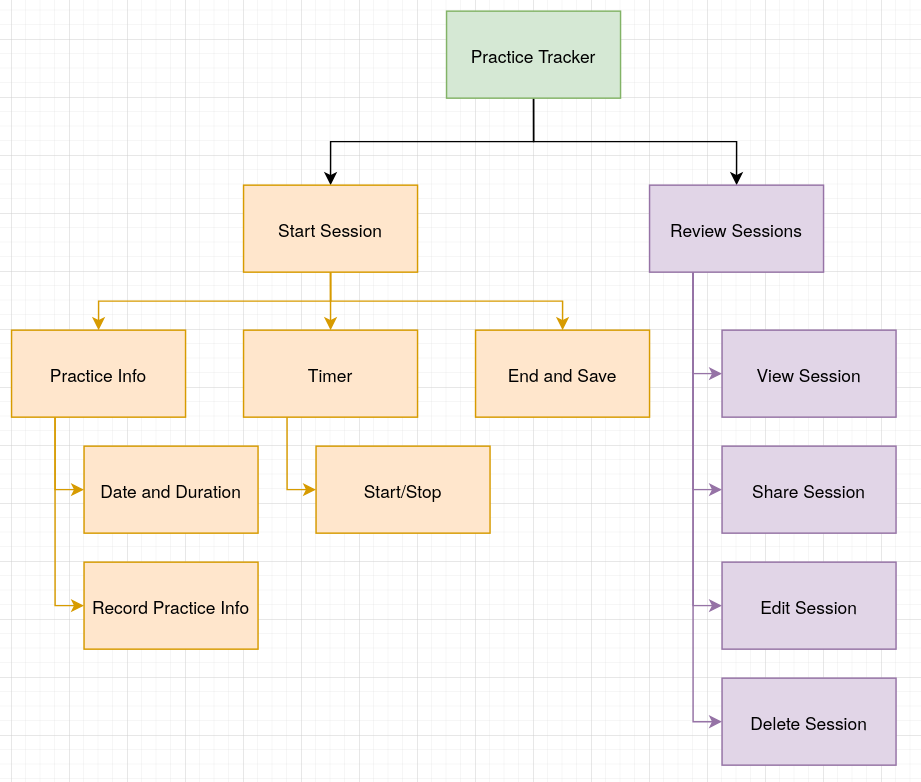 Practice Tracker
Start Session
Review Sessions
Practice Info
Timer
End and Save
View Session
Date and Duration
Start/Stop
Share Session
Record Practice Info
Edit Session
Delete Session